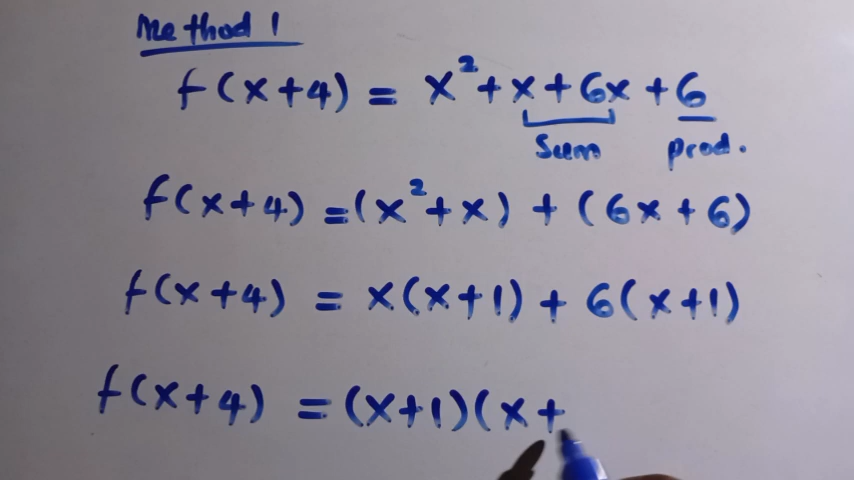 Method 1
f(x+4) = x²+x+6x+6
Sum prod.
f(x+4) =(x²+x) + (6x+6)
f(x+4) = x(x+1) + 6(x+1)
f(x+4) = (x+1)(x+